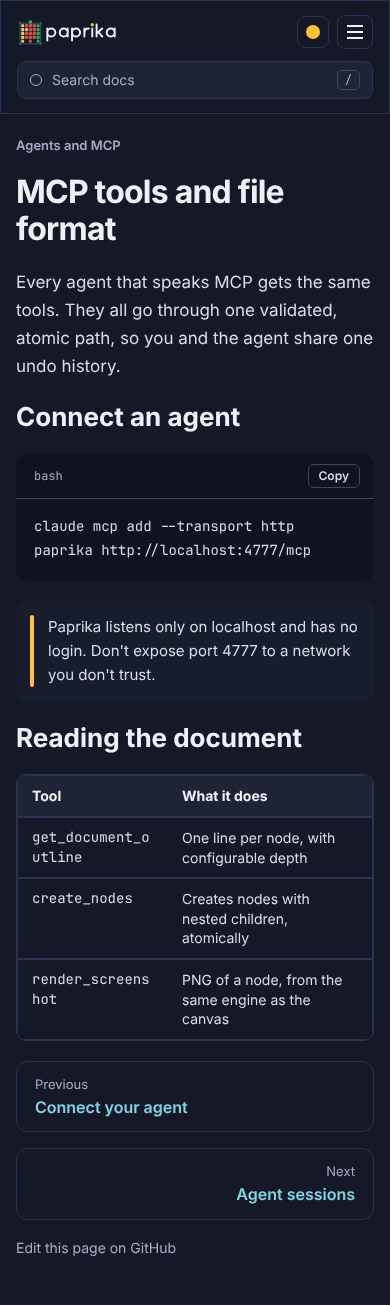 paprika
Search docs
/
Agents and MCP
MCP tools and file
format
Every agent that speaks MCP gets the same
tools. They all go through one validated,
atomic path, so you and the agent share one
undo history.
Connect an agent
bash
Copy
claude mcp add --transport http
paprika http://localhost:4777/mcp
Paprika listens only on localhost and has no
login. Don't expose port 4777 to a network
you don't trust.
Reading the document
Tool What it does
get_document_o One line per node, with
utline configurable depth
create_nodes Creates nodes with
nested children,
atomically
render_screens PNG of a node, from the
hot same engine as the
canvas
Previous
Connect your agent
Next
Agent sessions
Edit this page on GitHub